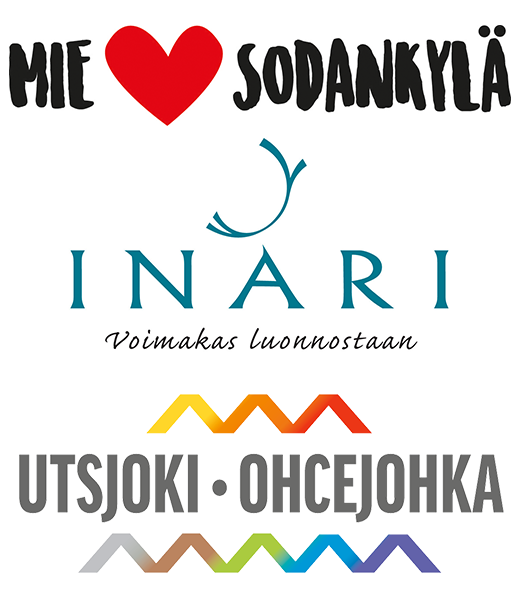 MIE SODANKYLÄ
INARI
Voimakas luonnostaan
UTSJOKI • OHCEJOHKA